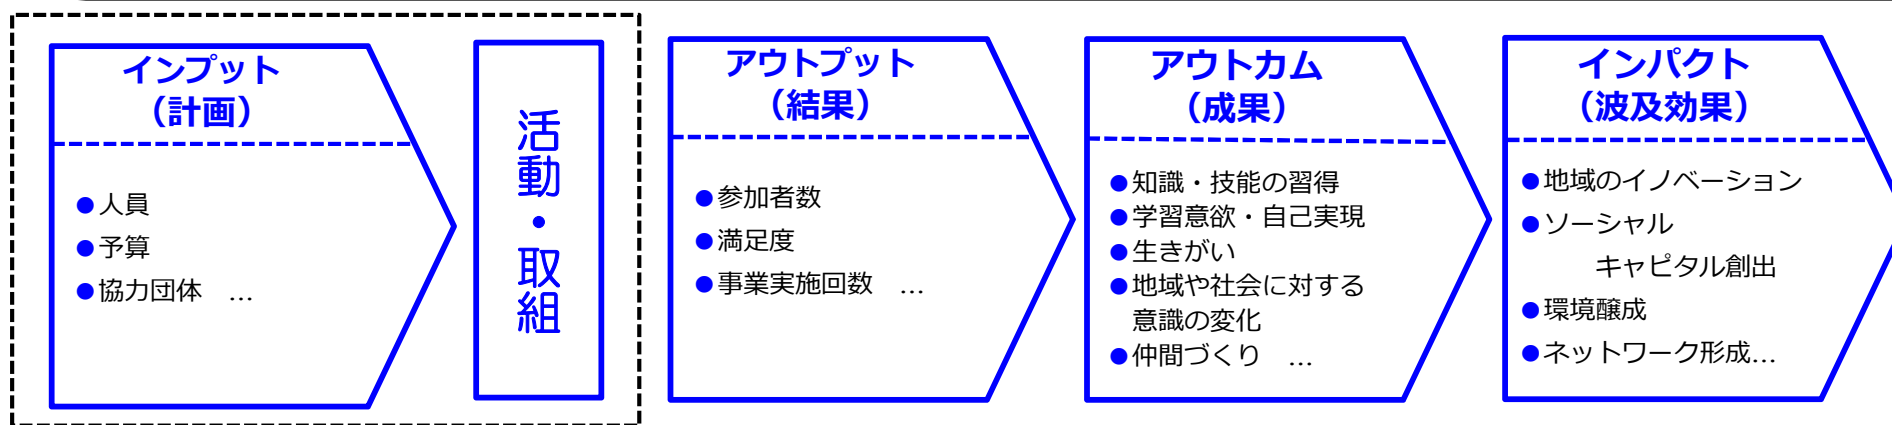 インプット
（計画）
●人員
●予算
●協力団体　…
活動・取組
アウトプット
（結果）
●参加者数
●満足度
●事業実施回数　…
アウトカム
（成果）
●知識・技能の習得
●学習意欲・自己実現
●生きがい
●地域や社会に対する
意識の変化
●仲間づくり　…
インパクト
（波及効果）
●地域のイノベーション
●ソーシャル
キャピタル創出
●環境醸成
●ネットワーク形成…